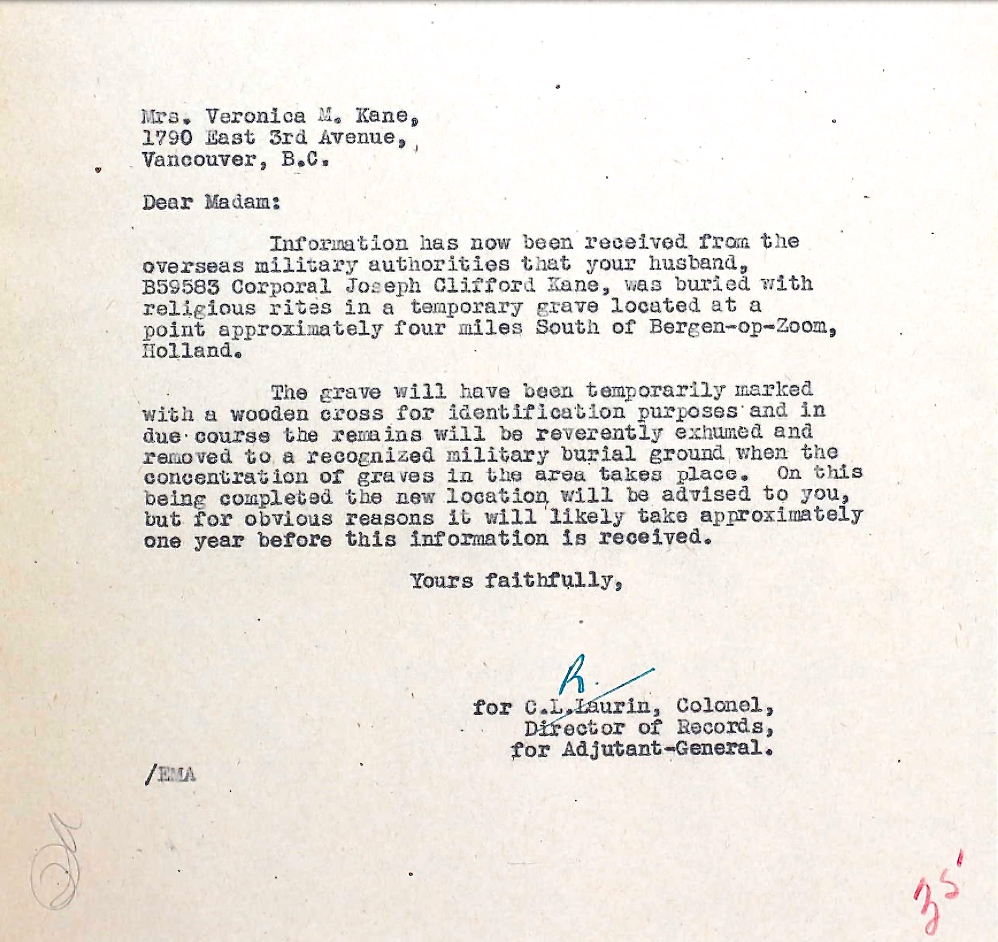 Mrs. Veronica M. Kane,
1790 East 3rd Avenue,
Vancouver, B.C.
Dear Madam:
Information has now been received from the
overseas military authorities that your husband,
B59583 Corporal Joseph Clifford Kane, was buried with
religious rites in a temporary grave located at a
point approximately four miles South of Bergen-op-Zoom,
Holland.
The grave will have been temporarily marked
with a wooden cross for identification purposes and in
due course the remains will be reverently exhumed and
removed to a recognized military burial ground when the
concentration of graves in the area takes place. On this
being completed the new location will be advised to you,
but for obvious reasons it will likely take approximately
one year before this information is received.
Yours faithfully,
R.
for C.L.Laurin, Colonel,
Director of Records,
for Adjutant-General.
/EMA
35